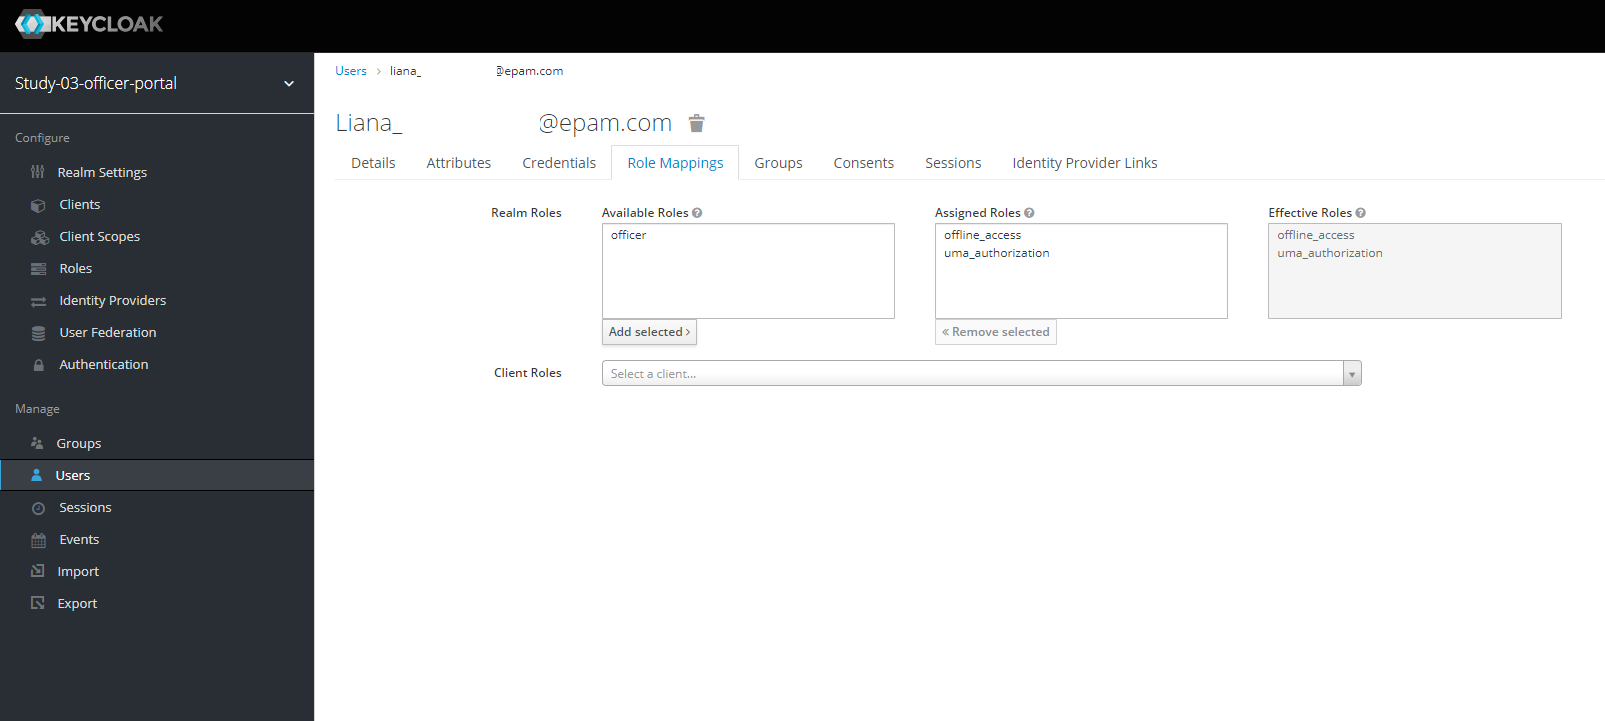 KEYCLOAK
Study-03-officer-portal
Configure
Realm Settings
Clients
Client Scopes
Roles
Identity Providers
User Federation
Authentication
Manage
Groups
Users
Sessions
Events
Import
Export
Users > liana_ @epam.com
Liana_ @epam.com
Details Attributes Credentials Role Mappings Groups Consents Sessions Identity Provider Links
Realm Roles
Available Roles
officer
Add selected >
Assigned Roles
offline_access
uma_authorization
« Remove selected
Effective Roles
offline_access
uma_authorization
Client Roles
Select a client...